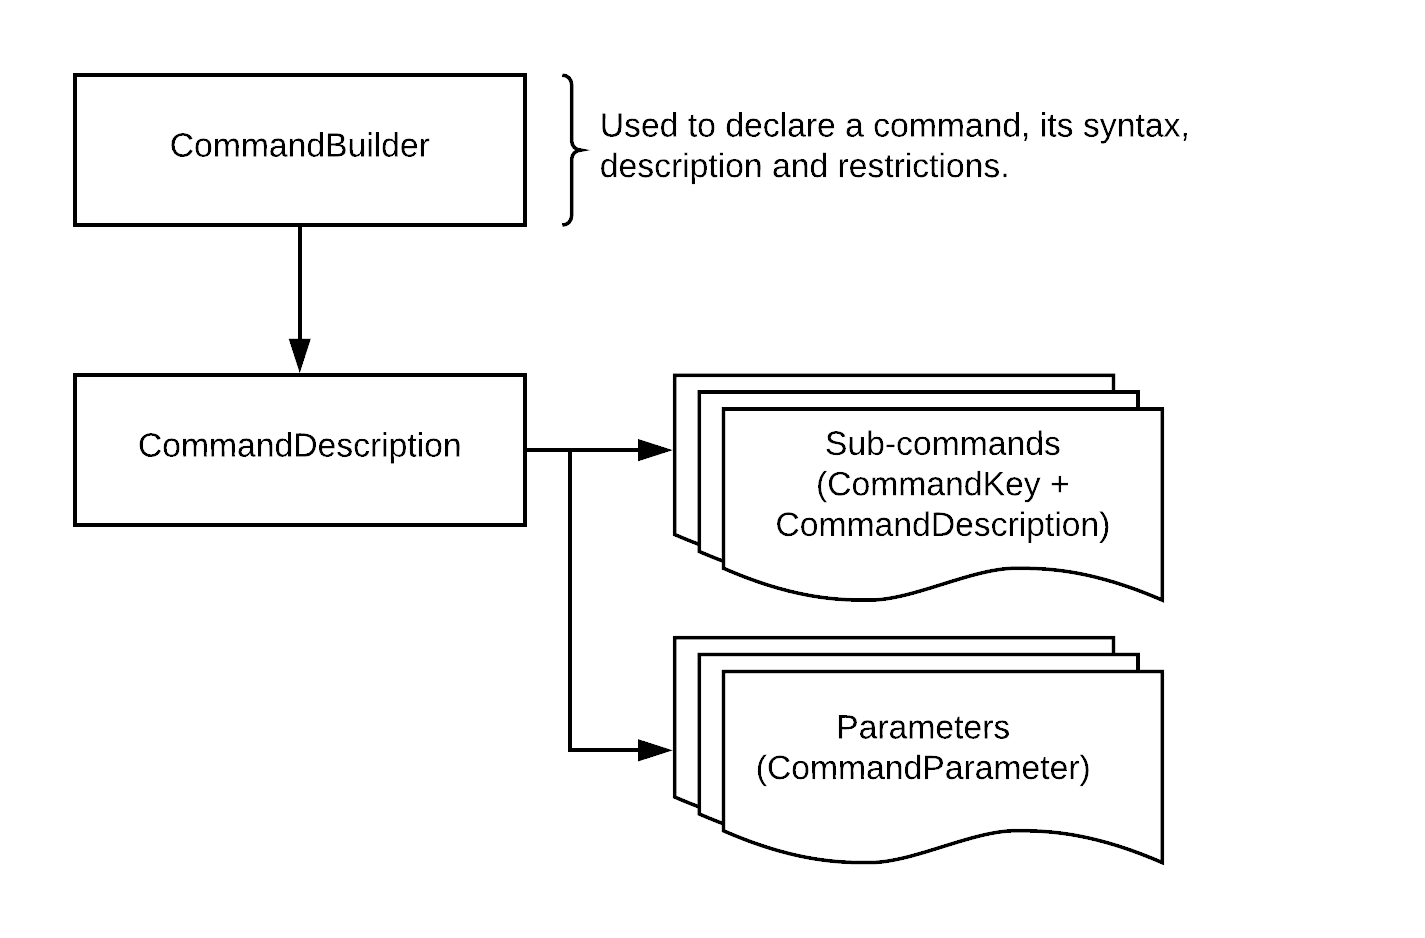 CommandBuilder
Used to declare a command, its syntax,
description and restrictions.
CommandDescription
Sub-commands
(CommandKey +
CommandDescription)
Parameters
(CommandParameter)